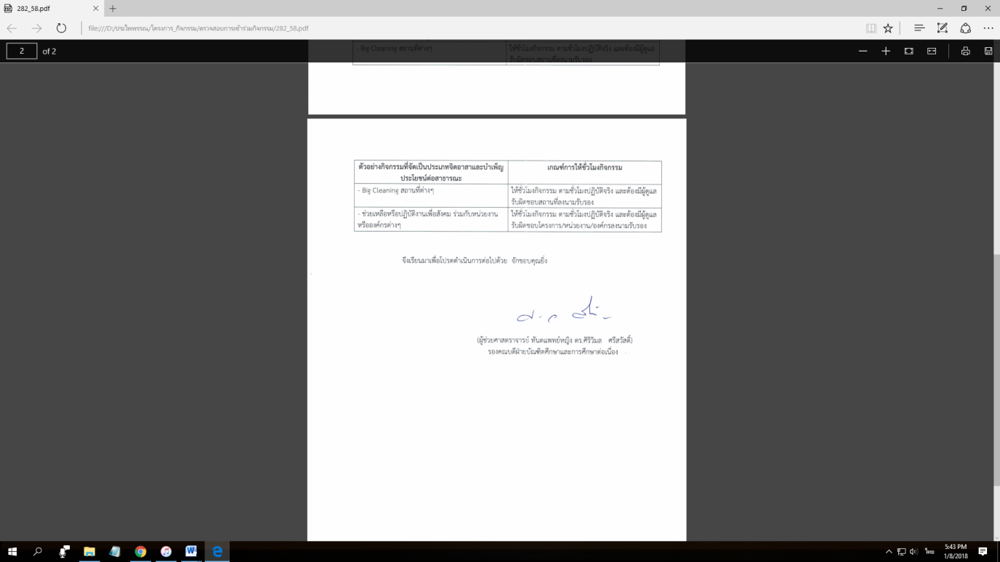 282_58.pdf
file:///D:/ประไพพรรณ/โครงการ_กิจกรรม/ตรวจสอบการเข้าร่วมกิจกรรม/282_58.pdf
2 of 2
- Big Cleaning สถานที่ต่างๆ
ให้ชั่วโมงกิจกรรม ตามชั่วโมงปฏิบัติจริง และต้องมีผู้ดูแล
รับผิดชอบสถานที่ลงนามรับรอง
ตัวอย่างกิจกรรมที่จัดเป็นประเภทจิตอาสาและบำเพ็ญ
ประโยชน์ต่อสาธารณะ
เกณฑ์การให้ชั่วโมงกิจกรรม
- Big Cleaning สถานที่ต่างๆ
ให้ชั่วโมงกิจกรรม ตามชั่วโมงปฏิบัติจริง และต้องมีผู้ดูแล
รับผิดชอบสถานที่ลงนามรับรอง
- ช่วยเหลือหรือปฏิบัติงานเพื่อสังคม ร่วมกับหน่วยงาน
หรือองค์กรต่างๆ
ให้ชั่วโมงกิจกรรม ตามชั่วโมงปฏิบัติจริง และต้องมีผู้ดูแล
รับผิดชอบโครงการ/หน่วยงาน/องค์กรลงนามรับรอง
จึงเรียนมาเพื่อโปรดดำเนินการต่อไปด้วย จักขอบคุณยิ่ง
(ผู้ช่วยศาสตราจารย์ ทันตแพทย์หญิง ดร.ศิริวิมล ศรีสวัสดิ์)
รองคณบดีฝ่ายบัณฑิตศึกษาและการศึกษาต่อเนื่อง
ไทย
5:43 PM
1/8/2018